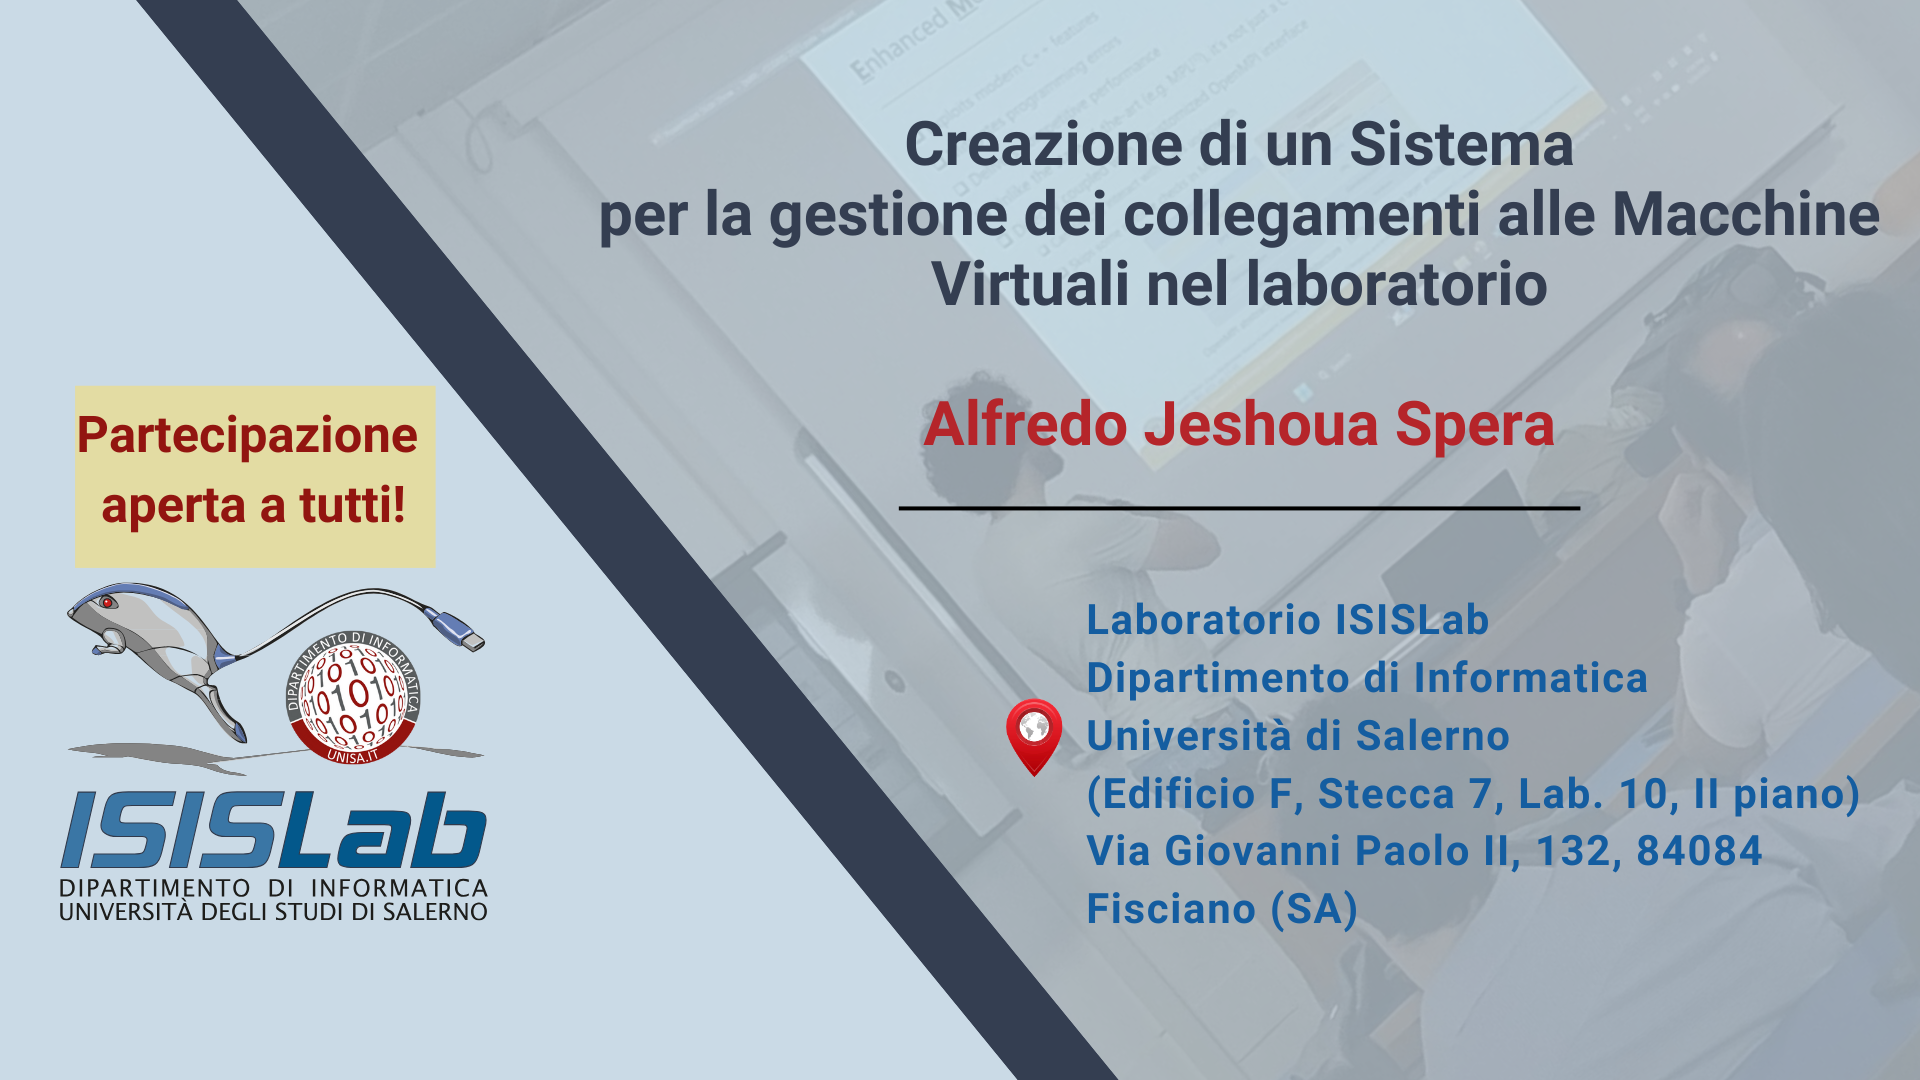 Creazione di un Sistema
per la gestione dei collegamenti alle Macchine
Virtuali nel laboratorio
Alfredo Jeshoua Spera
Partecipazione
aperta a tutti!
Laboratorio ISISLab
Dipartimento di Informatica
Università di Salerno
(Edificio F, Stecca 7, Lab. 10, II piano)
Via Giovanni Paolo II, 132, 84084
Fisciano (SA)
DIPARTIMENTO DI INFORMATICA
UNISA.IT
ISISLab
DIPARTIMENTO DI INFORMATICA
UNIVERSITÀ DEGLI STUDI DI SALERNO
Enhanced